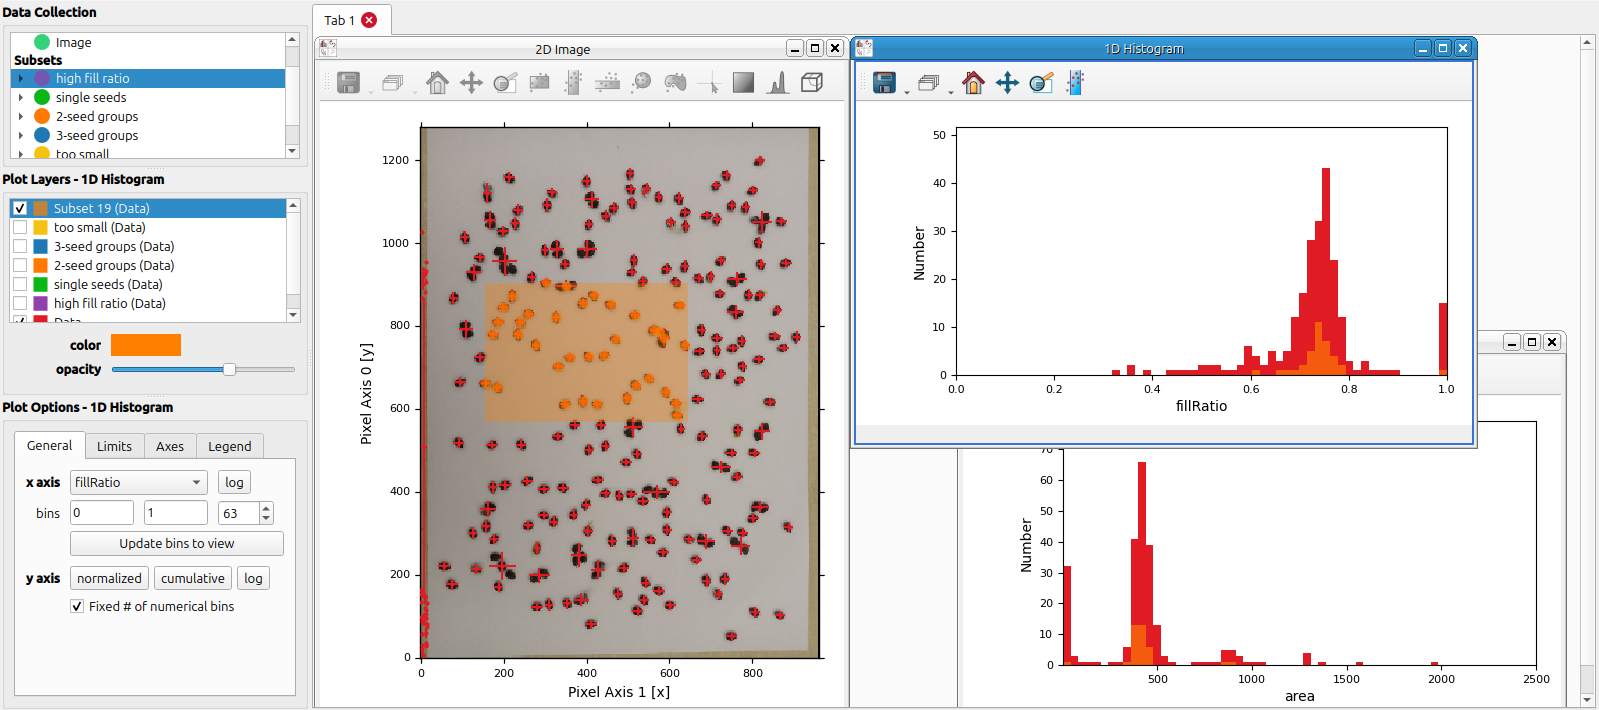 Data Collection
Image
Subsets
high fill ratio
single seeds
2-seed groups
3-seed groups
too small
Plot Layers - 1D Histogram
Subset 19 (Data)
too small (Data)
3-seed groups (Data)
2-seed groups (Data)
single seeds (Data)
high fill ratio (Data)
Data
color
opacity
Plot Options - 1D Histogram
General Limits Axes Legend
x axis fillRatio log
bins 0 1 63
Update bins to view
y axis normalized cumulative log
Fixed # of numerical bins
Tab 1
2D Image
1200
1000
800
600
400
200
0
Pixel Axis 0 [y]
0 200 400 600 800
Pixel Axis 1 [x]
1D Histogram
50
40
30
20
10
0
Number
0.0 0.2 0.4 0.6 0.8 1.0
fillRatio
70
60
50
40
30
20
10
0
Number
500 1000 1500 2000 2500
area